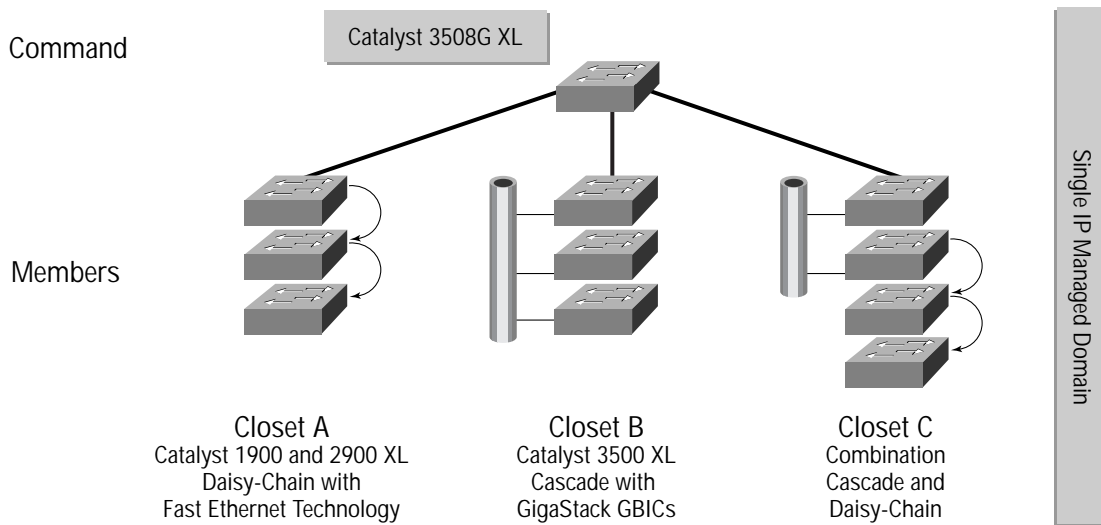 Command
Catalyst 3508G XL
Members
Single IP Managed Domain
Closet A
Catalyst 1900 and 2900 XL
Daisy-Chain with
Fast Ethernet Technology
Closet B
Catalyst 3500 XL
Cascade with
GigaStack GBICs
Closet C
Combination
Cascade and
Daisy-Chain